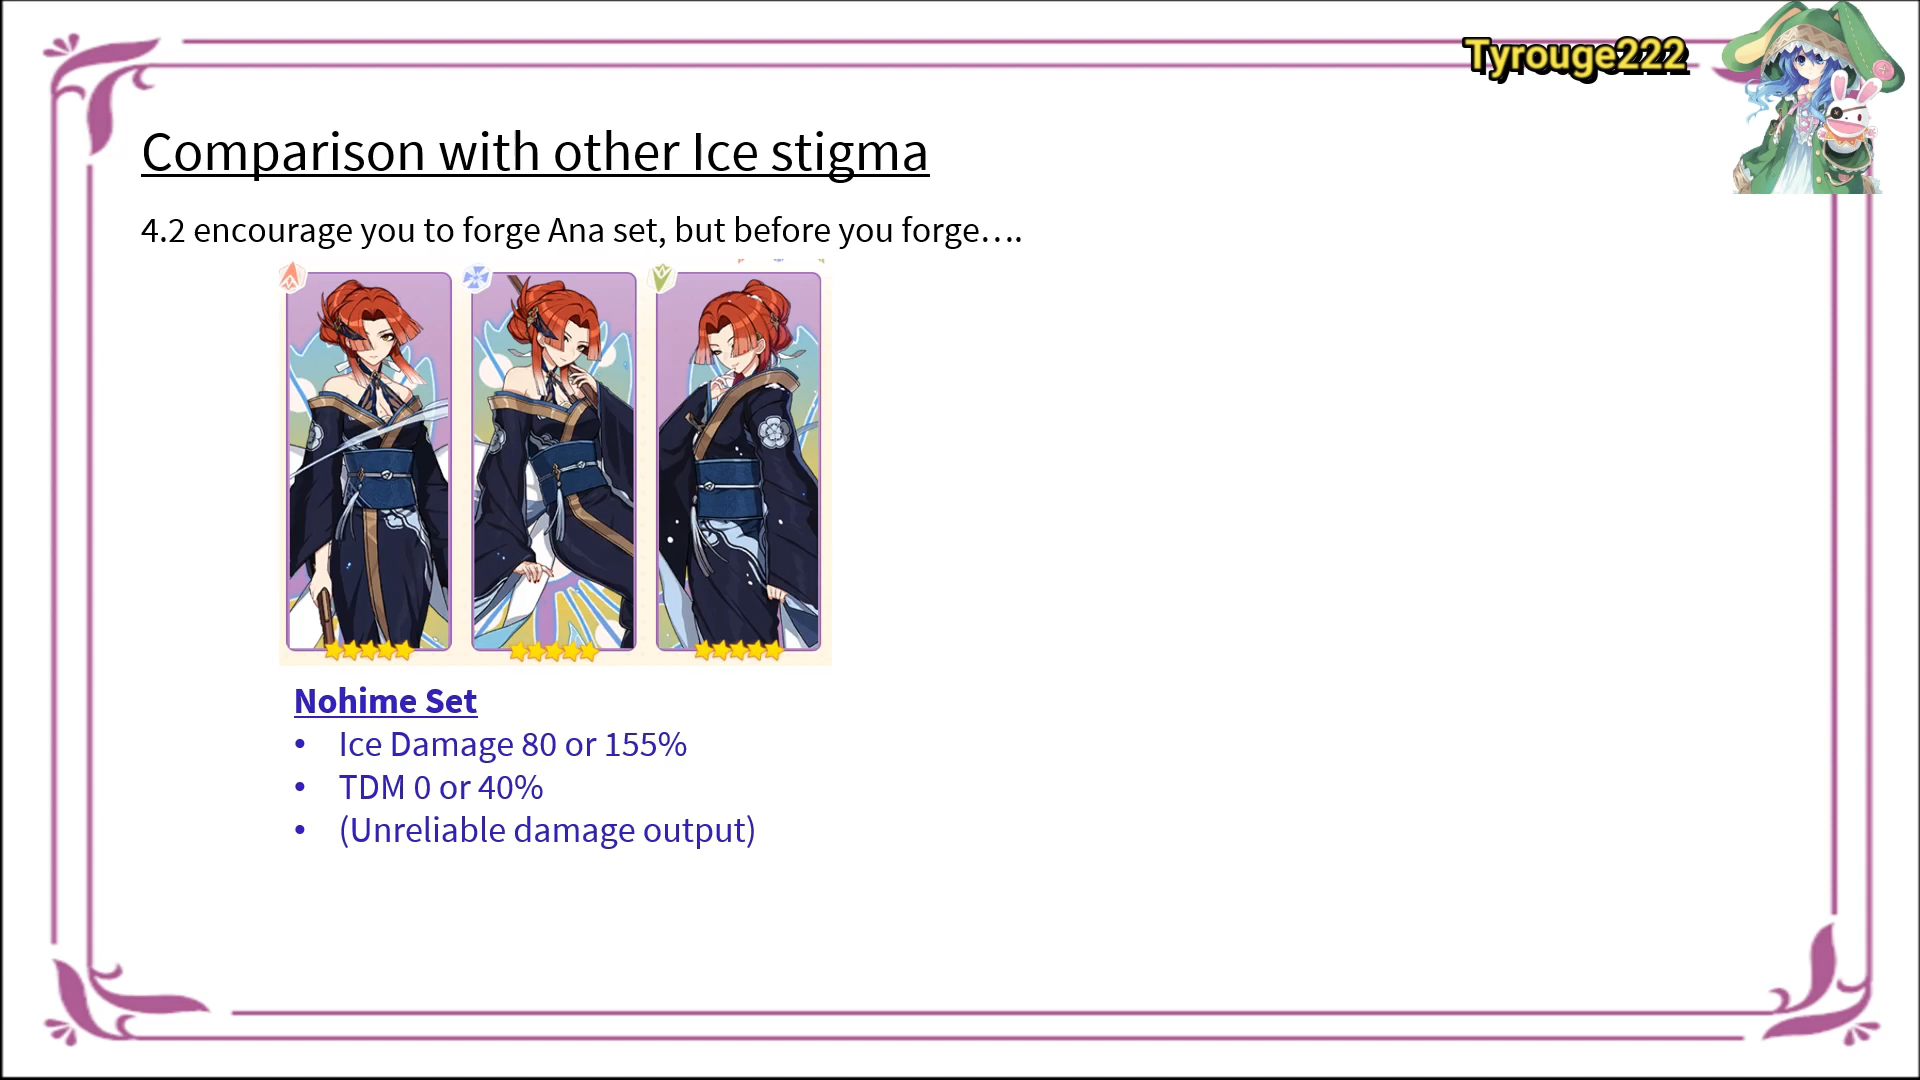 Tyrouge222
Comparison with other Ice stigma
4.2 encourage you to forge Ana set, but before you forge….
Nohime Set
• Ice Damage 80 or 155%
• TDM 0 or 40%
• (Unreliable damage output)